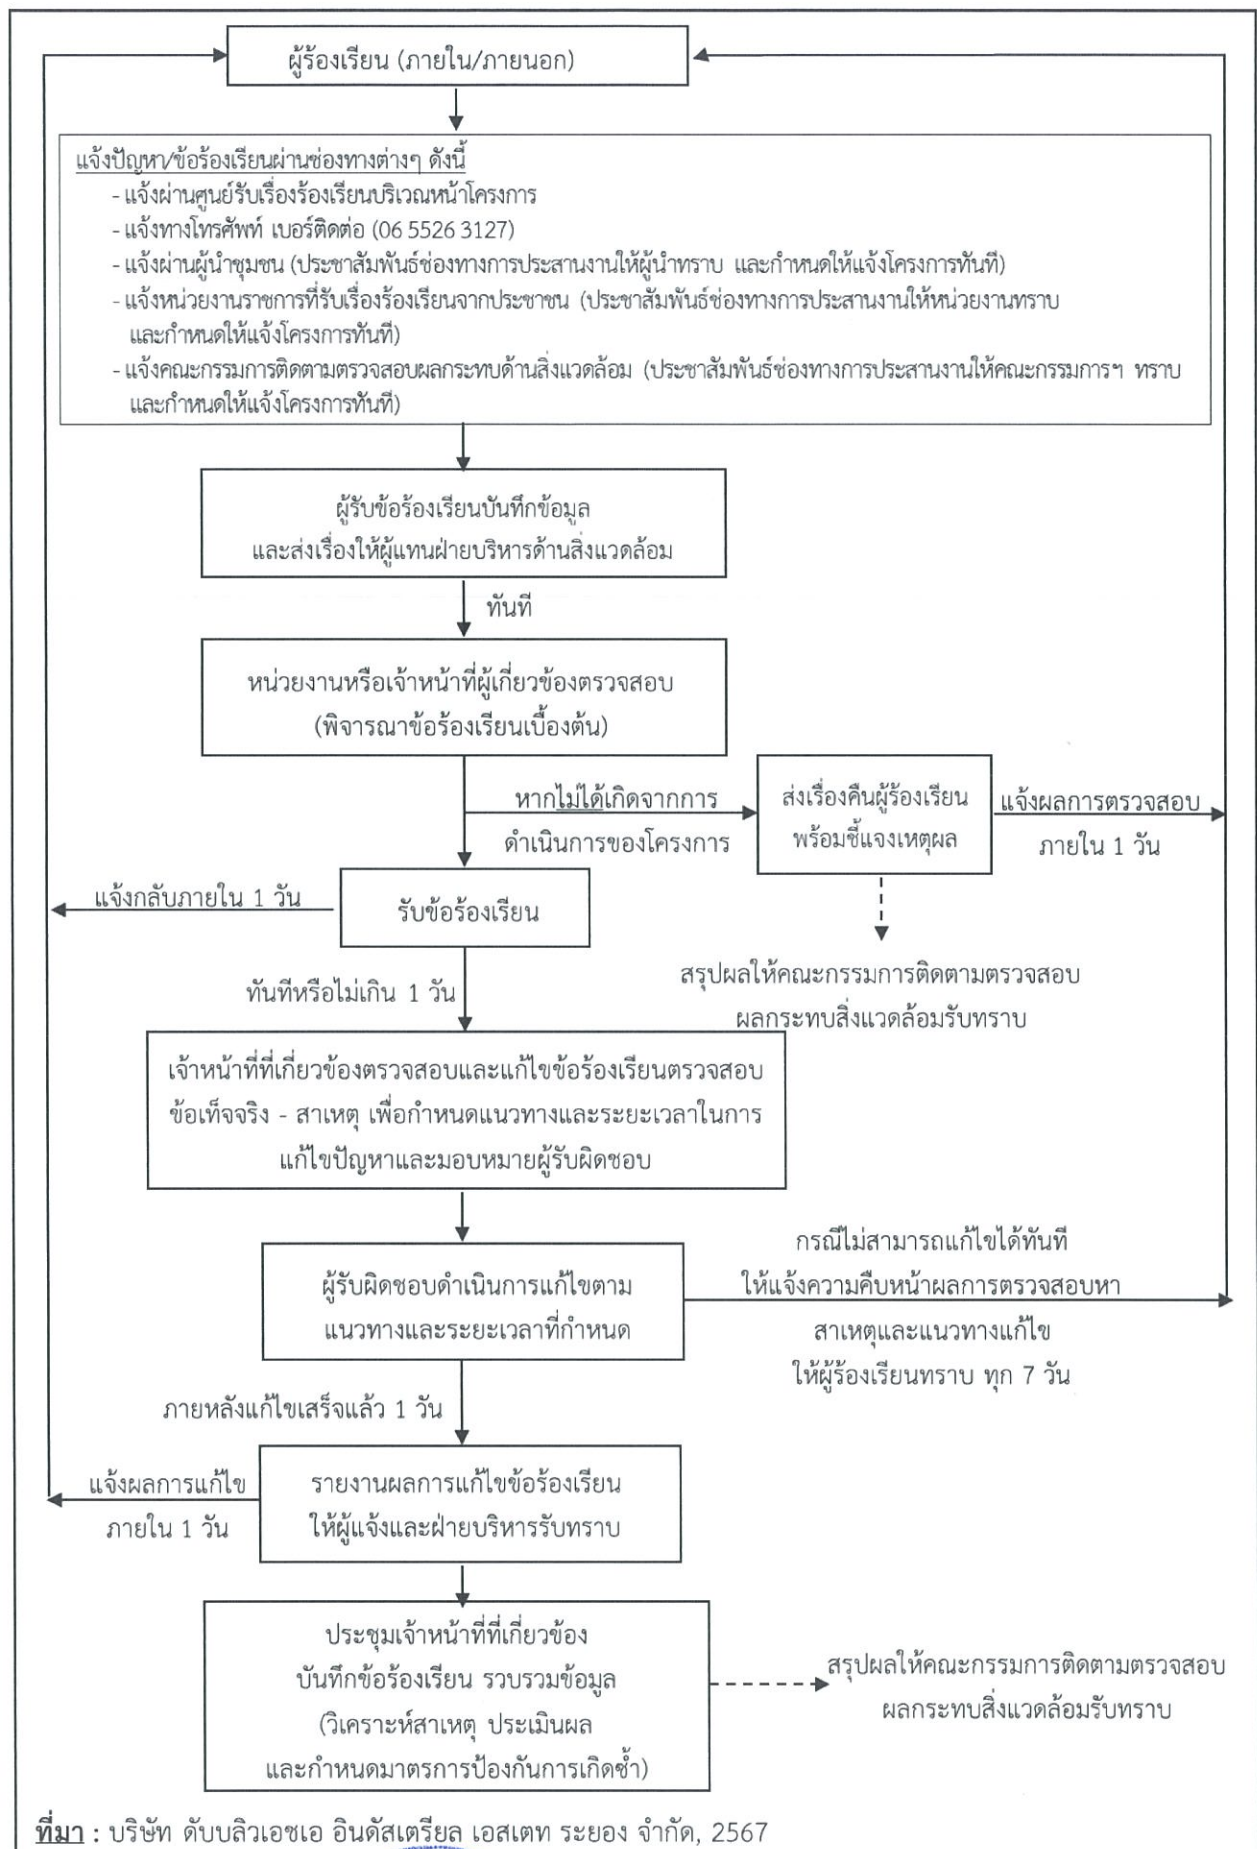 ผู้ร้องเรียน (ภายใน/ภายนอก)
แจ้งปัญหา/ข้อร้องเรียนผ่านช่องทางต่างๆ ดังนี้
- แจ้งผ่านศูนย์รับเรื่องร้องเรียนบริเวณหน้าโครงการ
- แจ้งทางโทรศัพท์ เบอร์ติดต่อ (06 5526 3127)
- แจ้งผ่านผู้นำชุมชน (ประชาสัมพันธ์ช่องทางการประสานงานให้ผู้นำทราบ และกำหนดให้แจ้งโครงการทันที)
- แจ้งหน่วยงานราชการที่รับเรื่องร้องเรียนจากประชาชน (ประชาสัมพันธ์ช่องทางการประสานงานให้หน่วยงานทราบ
และกำหนดให้แจ้งโครงการทันที)
- แจ้งคณะกรรมการติดตามตรวจสอบผลกระทบด้านสิ่งแวดล้อม (ประชาสัมพันธ์ช่องทางการประสานงานให้คณะกรรมการฯ ทราบ
และกำหนดให้แจ้งโครงการทันที)
ผู้รับข้อร้องเรียนบันทึกข้อมูล
และส่งเรื่องให้ผู้แทนฝ่ายบริหารด้านสิ่งแวดล้อม
ทันที
หน่วยงานหรือเจ้าหน้าที่ผู้เกี่ยวข้องตรวจสอบ
(พิจารณาข้อร้องเรียนเบื้องต้น)
หากไม่ได้เกิดจากการ
ดำเนินการของโครงการ
ส่งเรื่องคืนผู้ร้องเรียน
พร้อมชี้แจงเหตุผล
แจ้งผลการตรวจสอบ
ภายใน 1 วัน
แจ้งกลับภายใน 1 วัน
รับข้อร้องเรียน
สรุปผลให้คณะกรรมการติดตามตรวจสอบ
ผลกระทบสิ่งแวดล้อมรับทราบ
ทันทีหรือไม่เกิน 1 วัน
เจ้าหน้าที่ที่เกี่ยวข้องตรวจสอบและแก้ไขข้อร้องเรียนตรวจสอบ
ข้อเท็จจริง - สาเหตุ เพื่อกำหนดแนวทางและระยะเวลาในการ
แก้ไขปัญหาและมอบหมายผู้รับผิดชอบ
ผู้รับผิดชอบดำเนินการแก้ไขตาม
แนวทางและระยะเวลาที่กำหนด
กรณีไม่สามารถแก้ไขได้ทันที
ให้แจ้งความคืบหน้าผลการตรวจสอบหา
สาเหตุและแนวทางแก้ไข
ให้ผู้ร้องเรียนทราบ ทุก 7 วัน
ภายหลังแก้ไขเสร็จแล้ว 1 วัน
แจ้งผลการแก้ไข
ภายใน 1 วัน
รายงานผลการแก้ไขข้อร้องเรียน
ให้ผู้แจ้งและฝ่ายบริหารรับทราบ
ประชุมเจ้าหน้าที่ที่เกี่ยวข้อง
บันทึกข้อร้องเรียน รวบรวมข้อมูล
(วิเคราะห์สาเหตุ ประเมินผล
และกำหนดมาตรการป้องกันการเกิดซ้ำ)
สรุปผลให้คณะกรรมการติดตามตรวจสอบ
ผลกระทบสิ่งแวดล้อมรับทราบ
ที่มา : บริษัท ดับบลิวเอชเอ อินดัสเตรียล เอสเตท ระยอง จำกัด, 2567